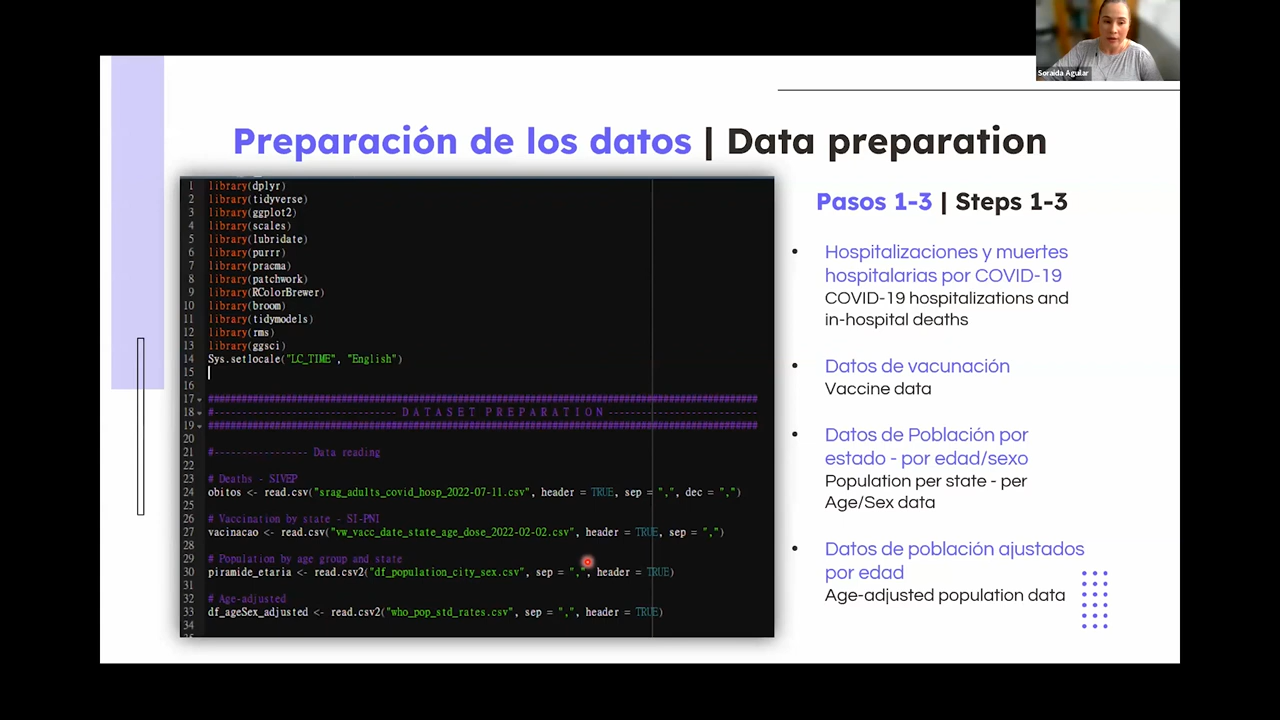 Soraida Aguilar
Preparación de los datos | Data preparation
1 library(dplyr)
2 library(tidyverse)
3 library(ggplot2)
4 library(scales)
5 library(lubridate)
6 library(purrr)
7 library(pracma)
8 library(patchwork)
9 library(RColorBrewer)
10 library(broom)
11 library(tidymodels)
12 library(rms)
13 library(ggsci)
14 Sys.setlocale("LC_TIME", "English")
15
16
17 ##################################################################################
18 #---------------------------- DATASET PREPARATION ----------------------------
19 ##################################################################################
20
21 #----------------- Data reading
22
23 # Deaths - SIVEP
24 obitos <- read.csv("srag_adults_covid_hosp_2022-07-11.csv", header = TRUE, sep = ",", dec = ",")
25
26 # Vaccination by state - SI-PNI
27 vacinacao <- read.csv("vw_vacc_date_state_age_dose_2022-02-02.csv", header = TRUE, sep = ",")
28
29 # Population by age group and state
30 piramide_etaria <- read.csv2("df_population_city_sex.csv", sep = ",", header = TRUE)
31
32 # Age-adjusted
33 df_ageSex_adjusted <- read.csv2("who_pop_std_rates.csv", sep = ",", header = TRUE)
34
Pasos 1-3 | Steps 1-3
• Hospitalizaciones y muertes
hospitalarias por COVID-19
COVID-19 hospitalizations and
in-hospital deaths
• Datos de vacunación
Vaccine data
• Datos de Población por
estado - por edad/sexo
Population per state - per
Age/Sex data
• Datos de población ajustados
por edad
Age-adjusted population data